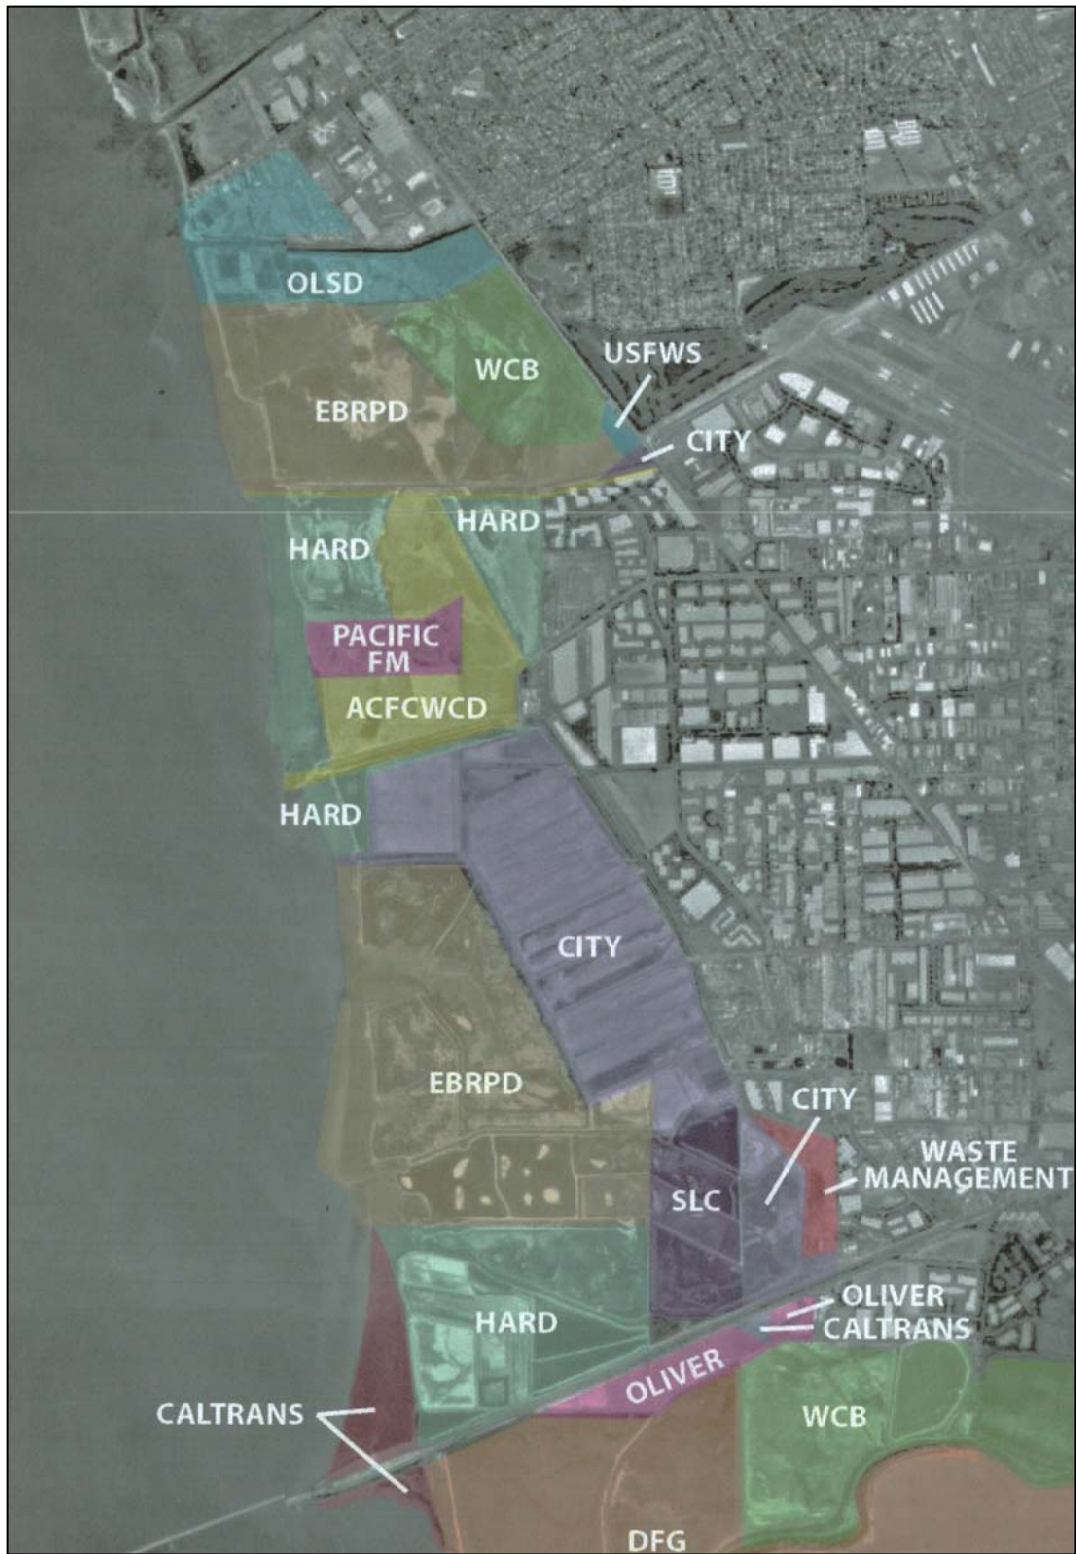 OLSD
USFWS
WCB
EBRPD
CITY
HARD
HARD
PACIFIC
FM
ACFCWCD
HARD
CITY
EBRPD
CITY
WASTE
MANAGEMENT
SLC
OLIVER
CALTRANS
HARD
OLIVER
CALTRANS
WCB
DFG